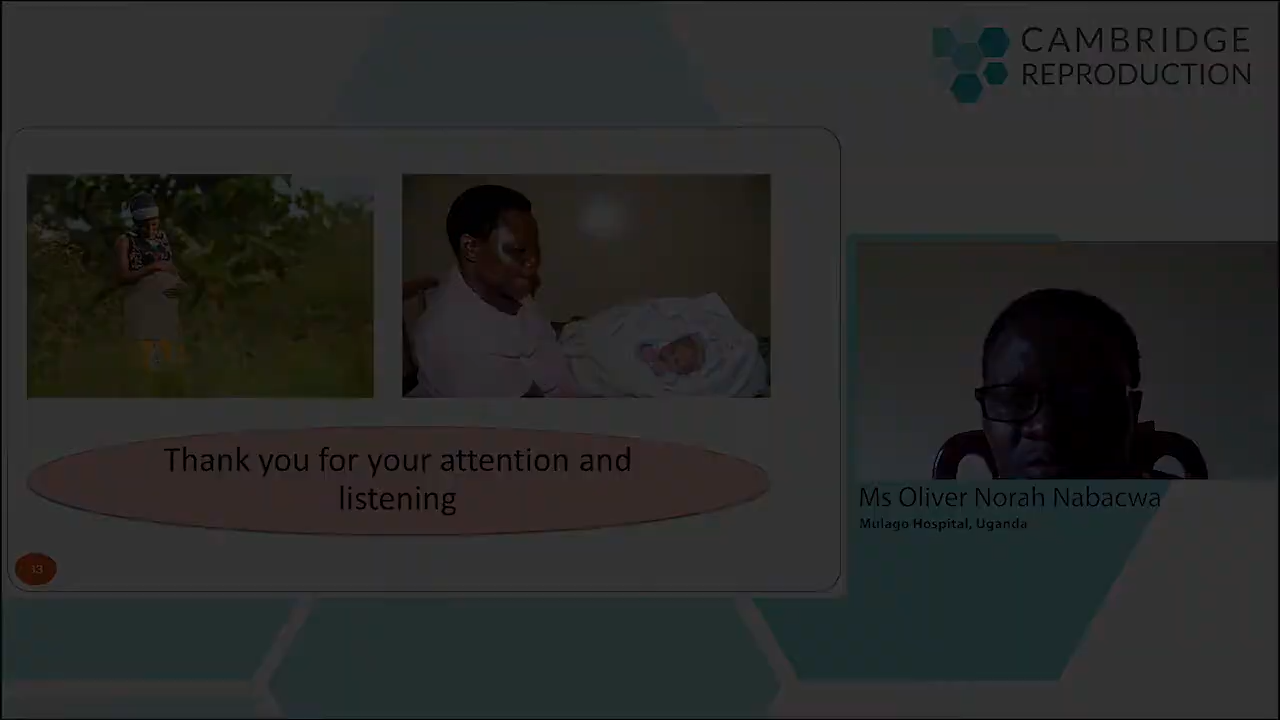 CAMBRIDGE
REPRODUCTION
Thank you for your attention and
listening
Ms Oliver Norah Nabacwa
Mulago Hospital, Uganda
13